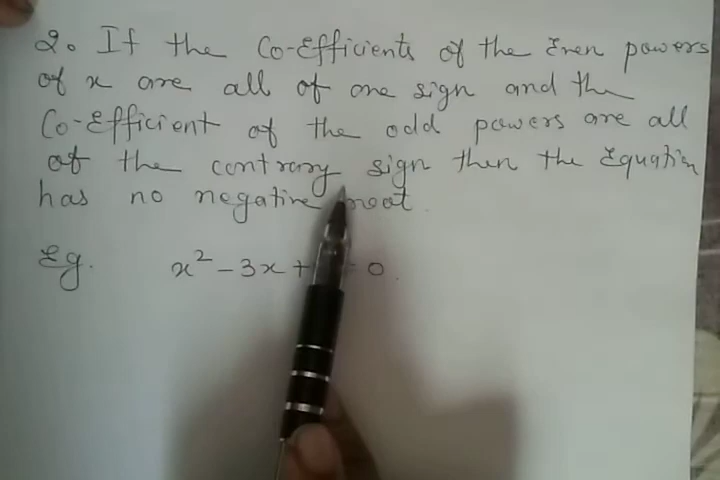 2. If the Co-Efficients of the Even powers
of x are all of one sign and the
Co-Efficient of the odd powers are all
of the contrary sign then the Equation
has no negative root.
Eg. x² - 3x + = 0.